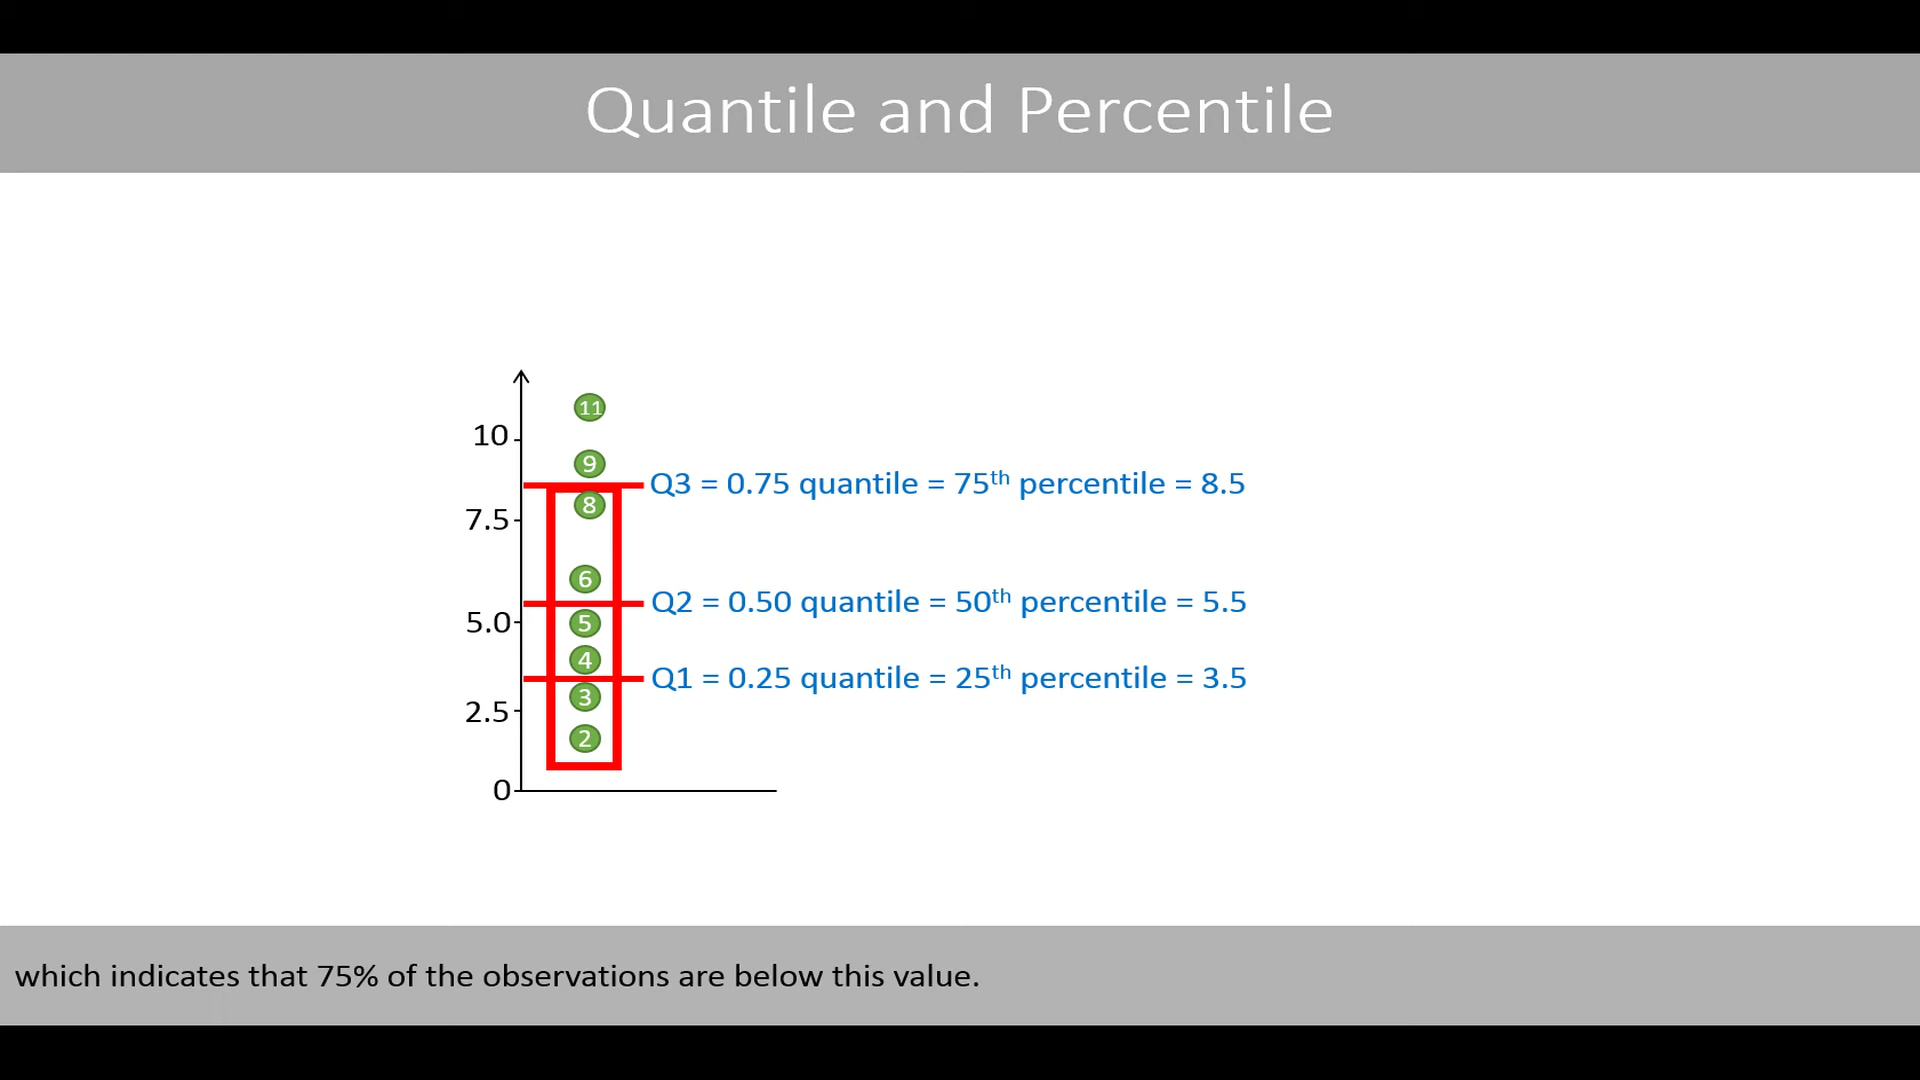 Quantile and Percentile
11
10
9
Q3 = 0.75 quantile = 75th percentile = 8.5
8
7.5
6
Q2 = 0.50 quantile = 50th percentile = 5.5
5.0
5
4
Q1 = 0.25 quantile = 25th percentile = 3.5
3
2.5
2
0
which indicates that 75% of the observations are below this value.